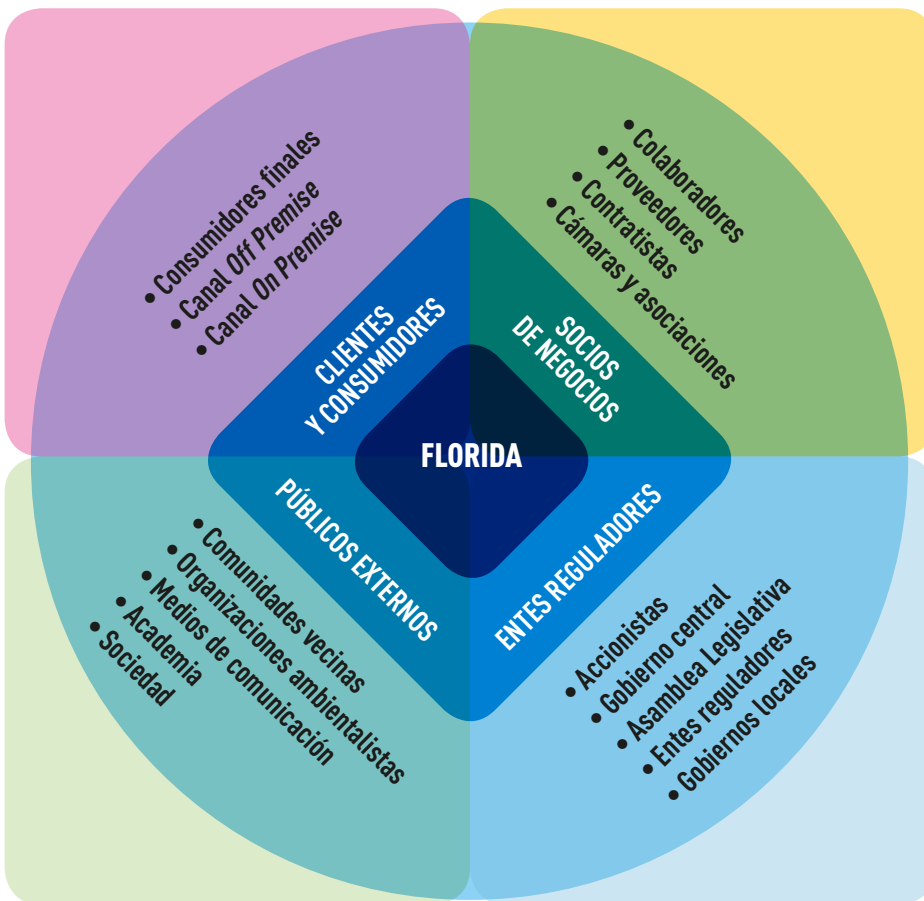 • Consumidores finales
• Canal Off Premise
• Canal On Premise
CLIENTES
Y CONSUMIDORES
• Colaboradores
• Proveedores
• Contratistas
• Cámaras y asociaciones
SOCIOS
DE NEGOCIOS
FLORIDA
PÚBLICOS EXTERNOS
• Comunidades vecinas
• Organizaciones ambientalistas
• Medios de comunicación
• Academia
• Sociedad
ENTES REGULADORES
• Accionistas
• Gobierno central
• Asamblea Legislativa
• Entes reguladores
• Gobiernos locales